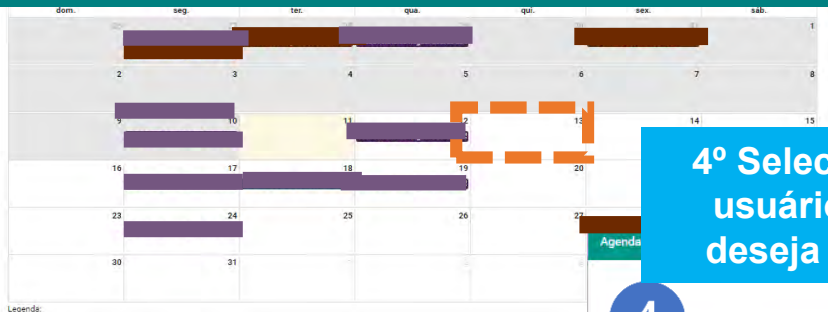 dom. seg. ter. qua. qui. sex. sáb.
1
2 3 4 5 6 7 8
9 10 11 12 13 14 15
16 17 18 19 20
23 24 25 26 27
30 31
4º Selec
usuári
deseja
Agenda
4
Legenda: